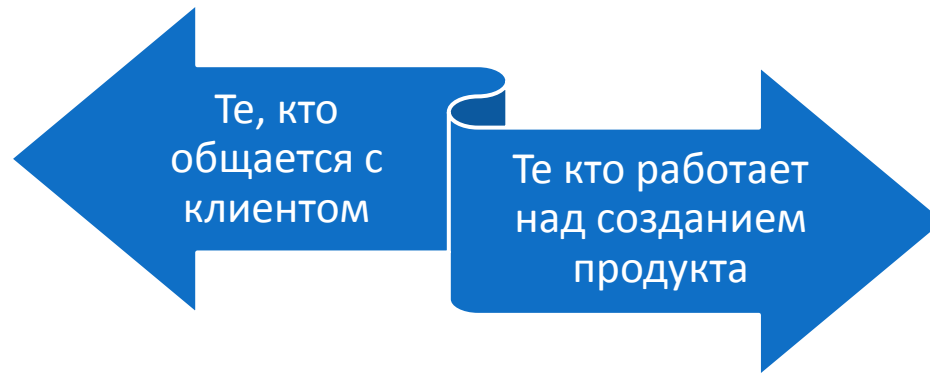 Те, кто
общается с
клиентом
Те кто работает
над созданием
продукта